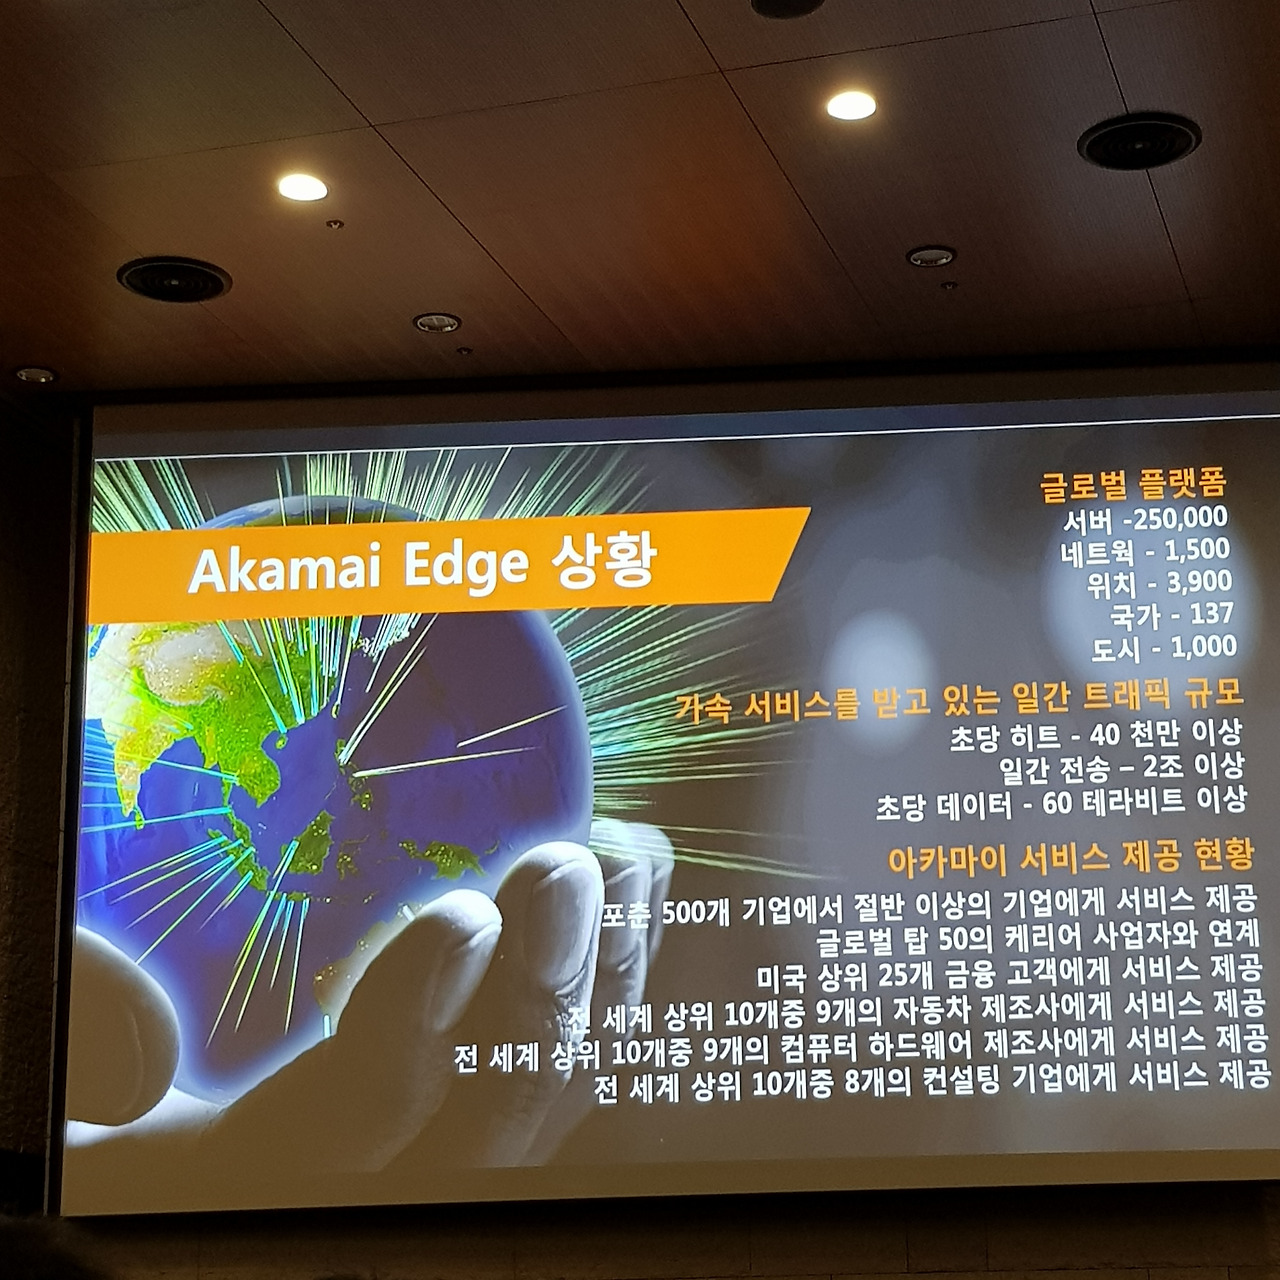 Akamai Edge 상황
글로벌 플랫폼
서버 -250,000
네트웍 - 1,500
위치 - 3,900
국가 - 137
도시 - 1,000
가속 서비스를 받고 있는 일간 트래픽 규모
초당 히트 - 40 천만 이상
일간 전송 – 2조 이상
초당 데이터 - 60 테라비트 이상
아카마이 서비스 제공 현황
포춘 500개 기업에서 절반 이상의 기업에게 서비스 제공
글로벌 탑 50의 케리어 사업자와 연계
미국 상위 25개 금융 고객에게 서비스 제공
전 세계 상위 10개중 9개의 자동차 제조사에게 서비스 제공
전 세계 상위 10개중 9개의 컴퓨터 하드웨어 제조사에게 서비스 제공
전 세계 상위 10개중 8개의 컨설팅 기업에게 서비스 제공